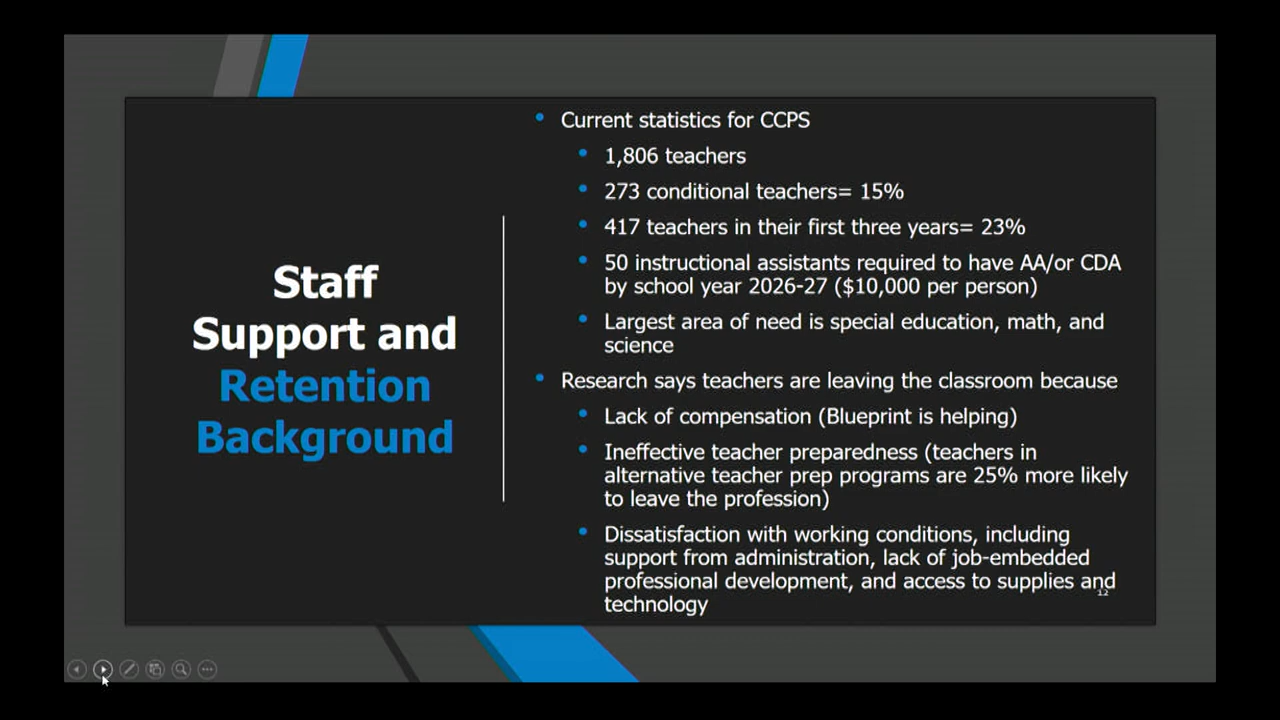 Staff
Support and
Retention
Background
Current statistics for CCPS
1,806 teachers
273 conditional teachers= 15%
417 teachers in their first three years= 23%
50 instructional assistants required to have AA/or CDA
by school year 2026-27 ($10,000 per person)
Largest area of need is special education, math, and
science
Research says teachers are leaving the classroom because
Lack of compensation (Blueprint is helping)
Ineffective teacher preparedness (teachers in
alternative teacher prep programs are 25% more likely
to leave the profession)
Dissatisfaction with working conditions, including
support from administration, lack of job-embedded
professional development, and access to supplies and
technology
12